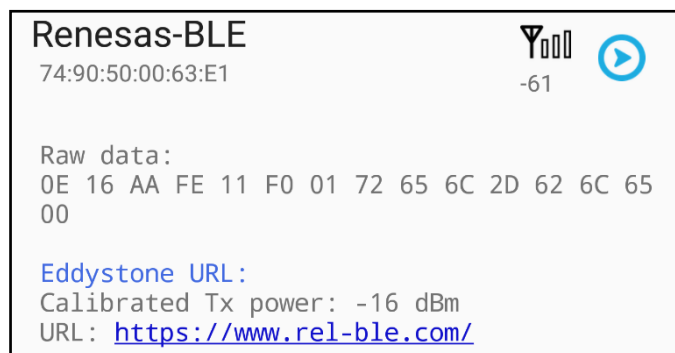 Renesas-BLE
74:90:50:00:63:E1
-61
Raw data:
0E 16 AA FE 11 F0 01 72 65 6C 2D 62 6C 65
00
Eddystone URL:
Calibrated Tx power: -16 dBm
URL: https://www.rel-ble.com/